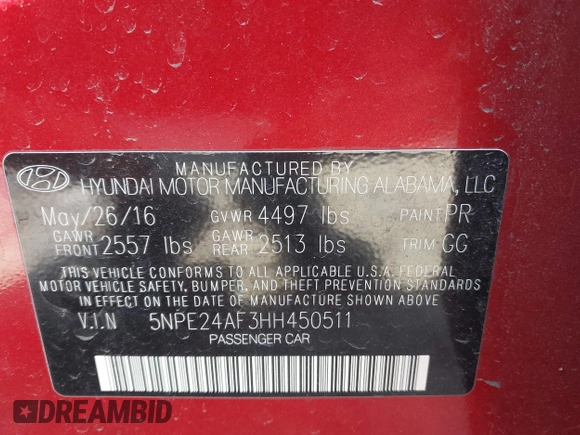 MANUFACTURED BY
HYUNDAI MOTOR MANUFACTURING ALABAMA, LLC
May/26/16 GVWR 4497 lbs PAINT PR
GAWR FRONT 2557 lbs GAWR REAR 2513 lbs TRIM GG
THIS VEHICLE CONFORMS TO ALL APPLICABLE U.S.A. FEDERAL
MOTOR VEHICLE SAFETY, BUMPER, AND THEFT PREVENTION STANDARDS
IN EFFECT ON THE DATE OF MANUFACTURE SHOWN ABOVE.
V.I.N 5NPE24AF3HH450511
PASSENGER CAR
DREAMBID